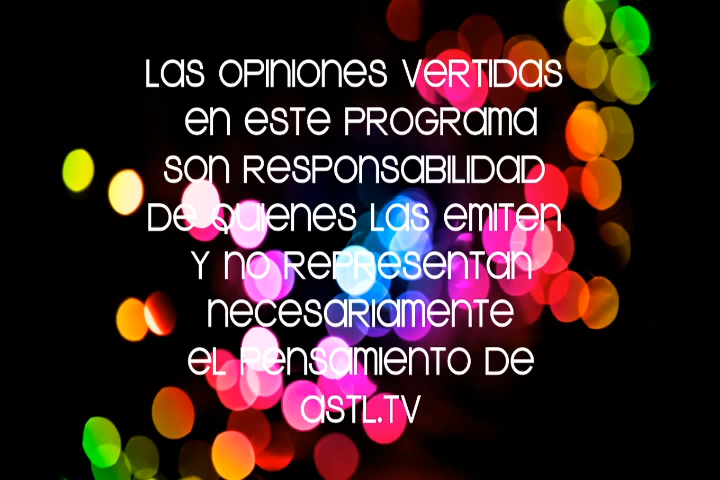 Las opiniones vertidas
en este programa
son responsabilidad
de quienes las emiten
y no representan
necesariamente
el pensamiento de
astl.tv